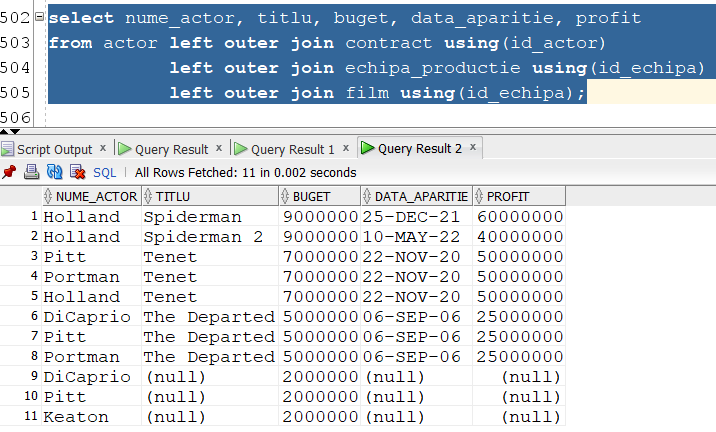 502 select nume_actor, titlu, buget, data_aparitie, profit
503 from actor left outer join contract using(id_actor)
504 left outer join echipa_productie using(id_echipa)
505 left outer join film using(id_echipa);
506
Script Output x Query Result x Query Result 1 x Query Result 2 x
SQL | All Rows Fetched: 11 in 0.002 seconds
NUME_ACTOR TITLU BUGET DATA_APARITIE PROFIT
1 Holland Spiderman 9000000 25-DEC-21 60000000
2 Holland Spiderman 2 9000000 10-MAY-22 40000000
3 Pitt Tenet 7000000 22-NOV-20 50000000
4 Portman Tenet 7000000 22-NOV-20 50000000
5 Holland Tenet 7000000 22-NOV-20 50000000
6 DiCaprio The Departed 5000000 06-SEP-06 25000000
7 Pitt The Departed 5000000 06-SEP-06 25000000
8 Portman The Departed 5000000 06-SEP-06 25000000
9 DiCaprio (null) 2000000 (null) (null)
10 Pitt (null) 2000000 (null) (null)
11 Keaton (null) 2000000 (null) (null)